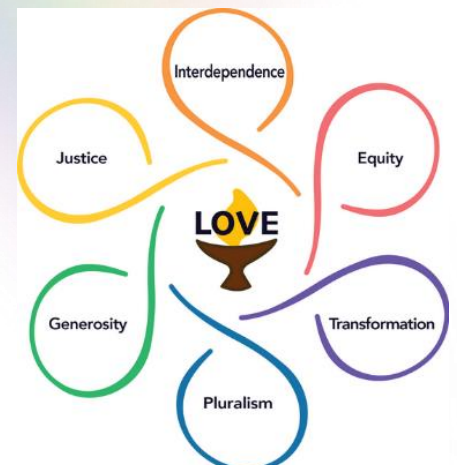 Interdependence
Justice
Equity
LOVE
Generosity
Transformation
Pluralism